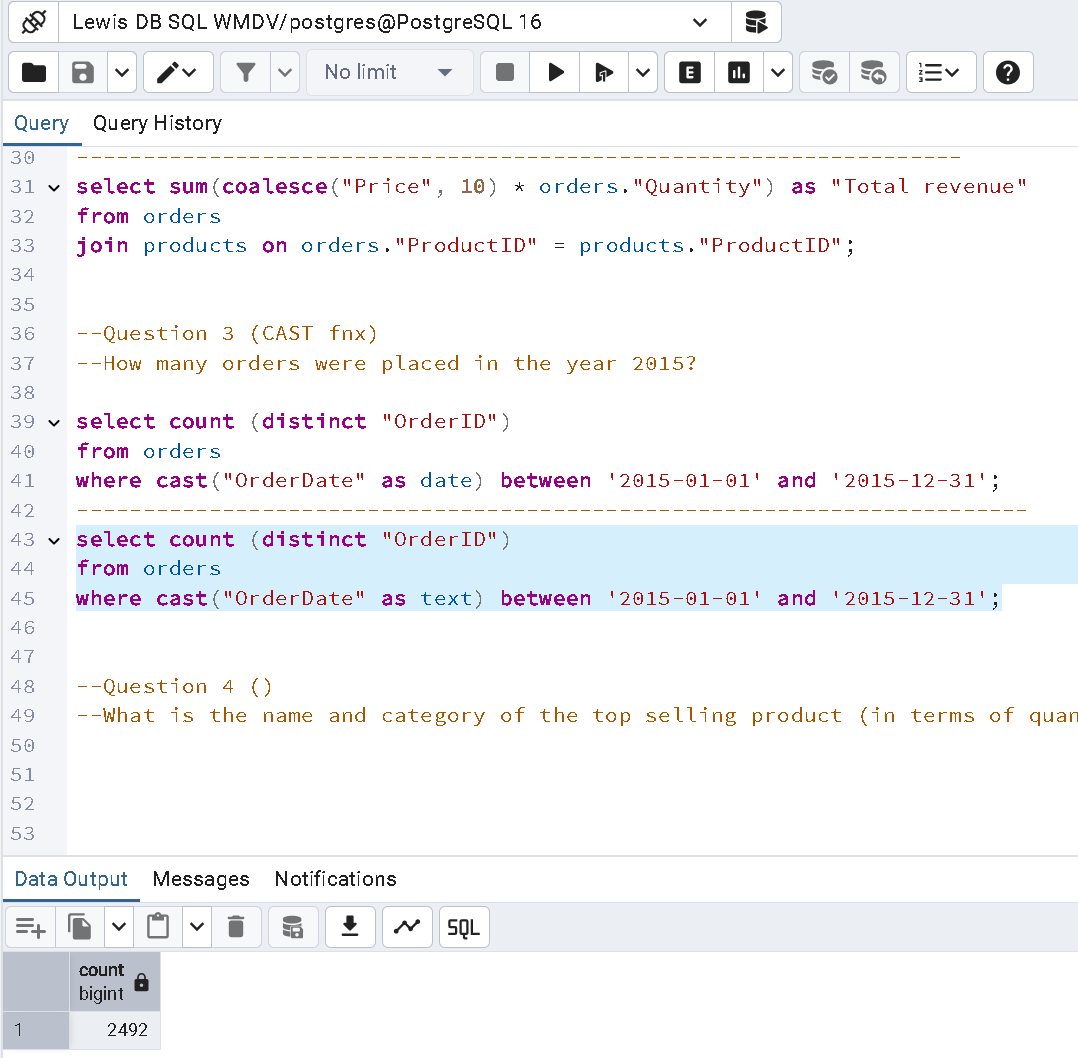 Lewis DB SQL WMDV/postgres@PostgreSQL 16
No limit
E
Query Query History
30 --------------------------------------------------------------------
31 select sum(coalesce("Price", 10) * orders."Quantity") as "Total revenue"
32 from orders
33 join products on orders."ProductID" = products."ProductID";
34
35
36 --Question 3 (CAST fnx)
37 --How many orders were placed in the year 2015?
38
39 select count (distinct "OrderID")
40 from orders
41 where cast("OrderDate" as date) between '2015-01-01' and '2015-12-31';
42 ------------------------------------------------------------------------
43 select count (distinct "OrderID")
44 from orders
45 where cast("OrderDate" as text) between '2015-01-01' and '2015-12-31';
46
47
48 --Question 4 ()
49 --What is the name and category of the top selling product (in terms of quan
50
51
52
53
Data Output Messages Notifications
SQL
count
bigint
1 2492